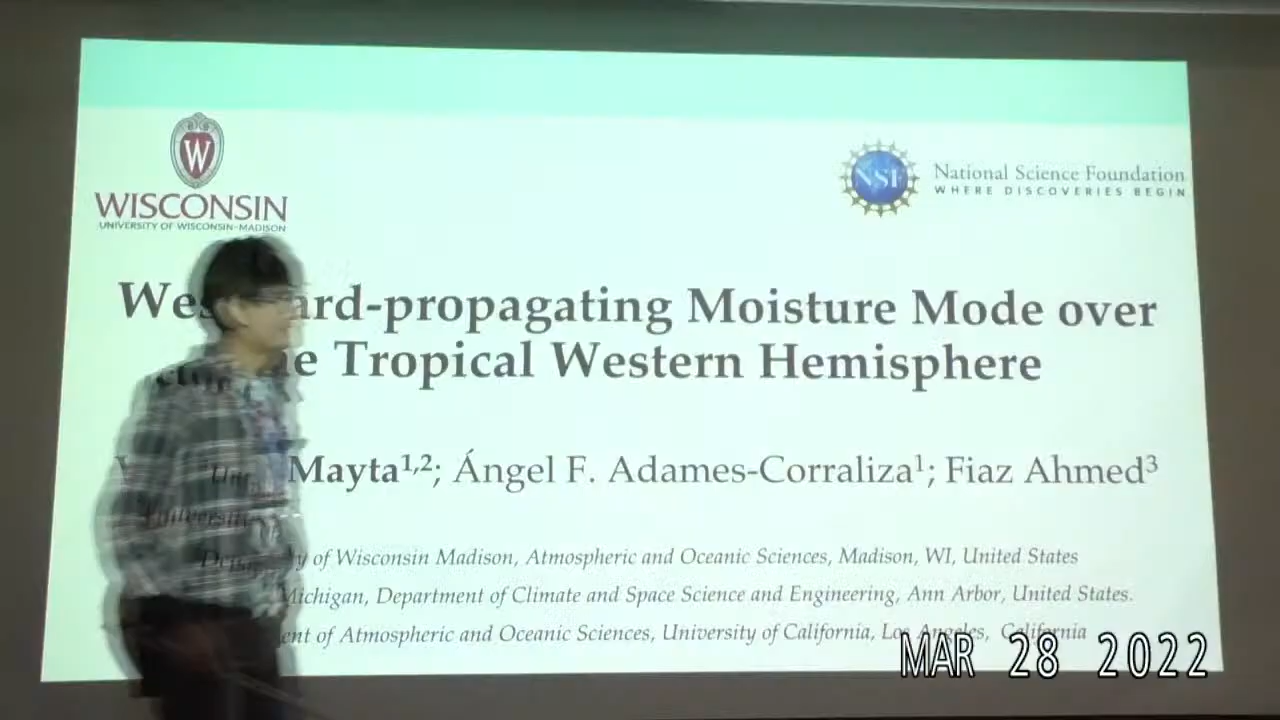 W
WISCONSIN
UNIVERSITY OF WISCONSIN-MADISON
NSF
National Science Foundation
WHERE DISCOVERIES BEGIN
ard-propagating Moisture Mode over
Tropical Western Hemisphere
Mayta¹,²; Ángel F. Adames-Corraliza¹; Fiaz Ahmed³
of Wisconsin Madison, Atmospheric and Oceanic Sciences, Madison, WI, United States
Michigan, Department of Climate and Space Science and Engineering, Ann Arbor, United States.
of Atmospheric and Oceanic Sciences, University of California, Los Angeles, California
MAR 28 2022